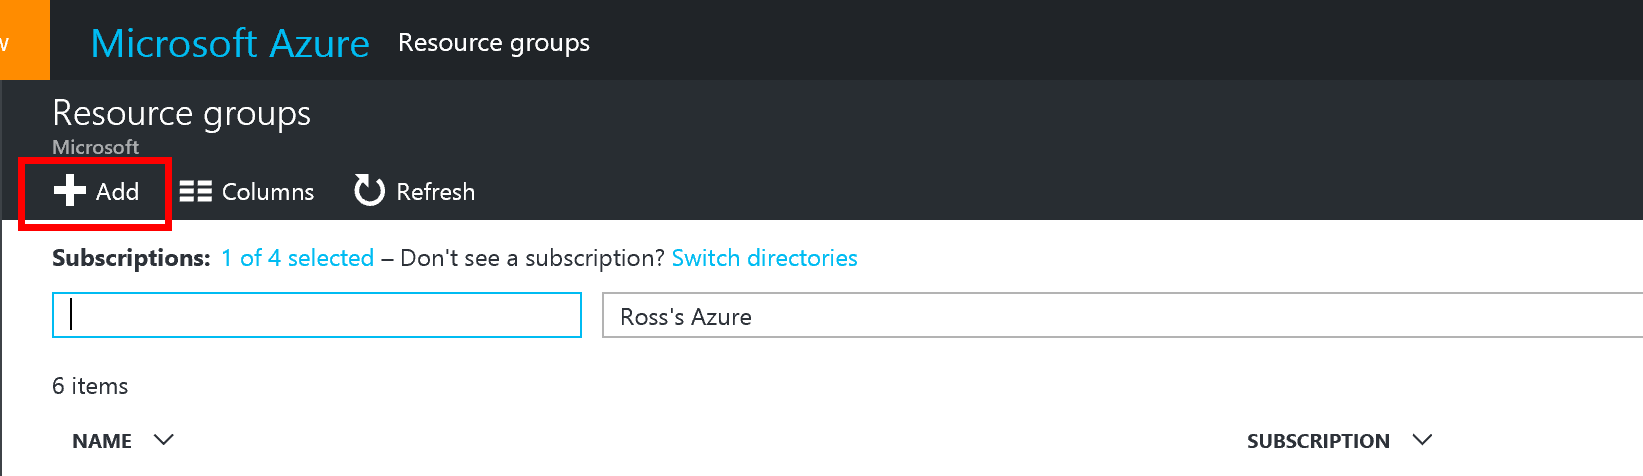 w
Microsoft Azure Resource groups
Resource groups
Microsoft
Add Columns Refresh
Subscriptions: 1 of 4 selected – Don't see a subscription? Switch directories
Ross's Azure
6 items
NAME SUBSCRIPTION